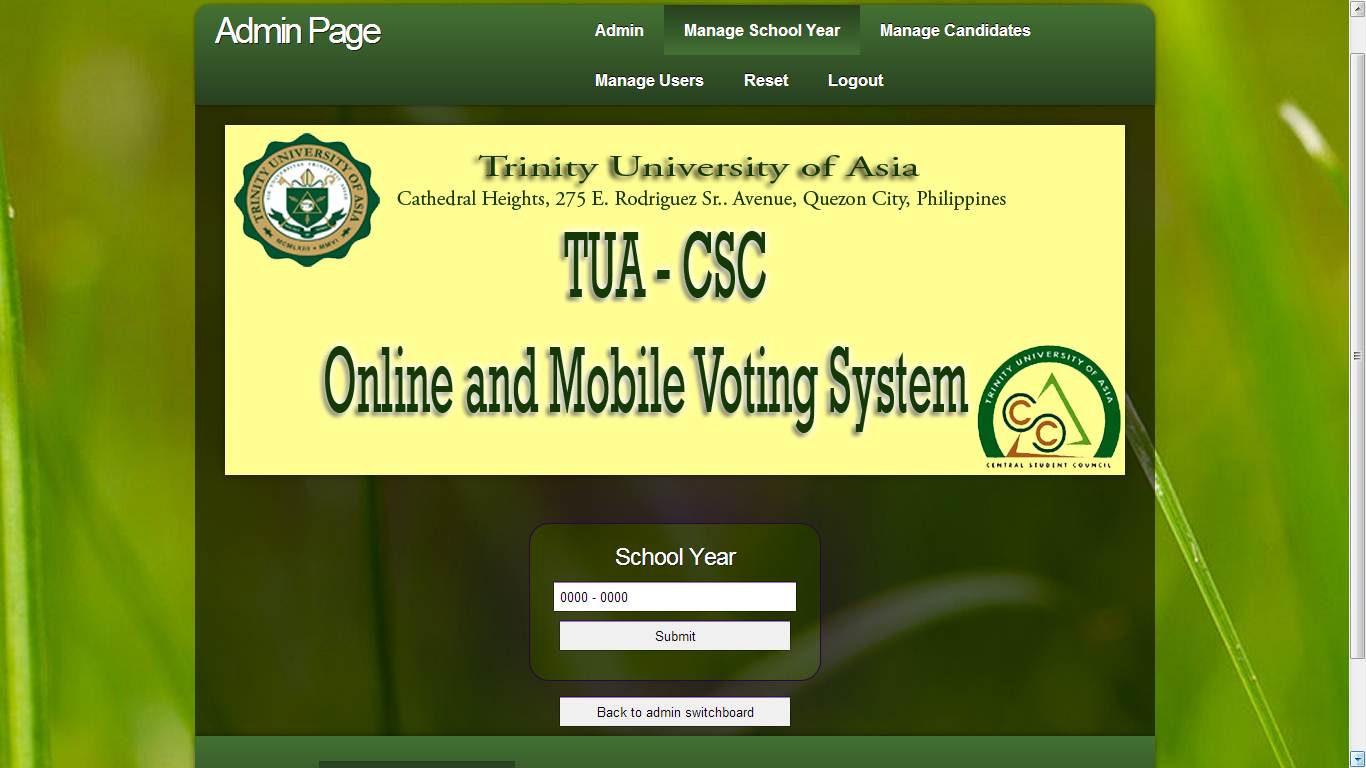 Admin Page
Admin Manage School Year Manage Candidates
Manage Users Reset Logout
TRINITY UNIVERSITY OF ASIA
MCMLXIII • MMVI
Trinity University of Asia
Cathedral Heights, 275 E. Rodriguez Sr.. Avenue, Quezon City, Philippines
TUA - CSC
Online and Mobile Voting System
TRINITY UNIVERSITY OF ASIA
CSC
CENTRAL STUDENT COUNCIL
School Year
0000 - 0000
Submit
Back to admin switchboard